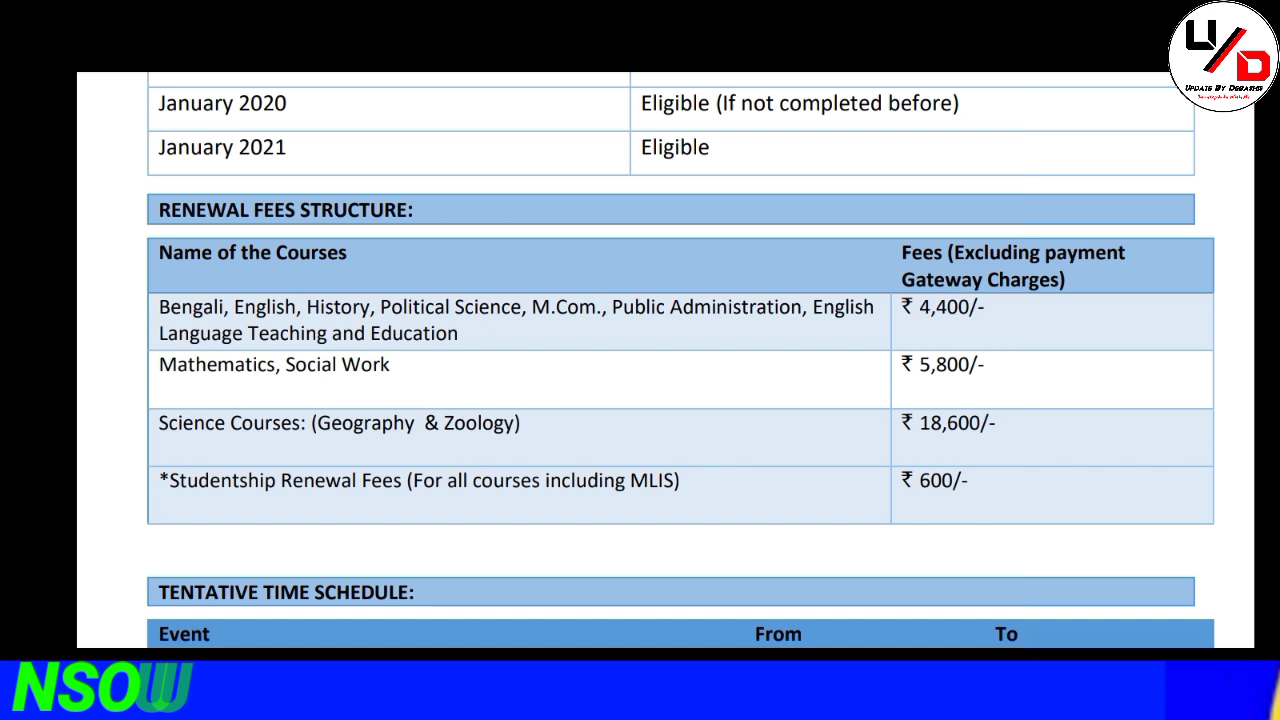 U/D
UPDATE BY DEBASHIS
January 2020 Eligible (If not completed before)
January 2021 Eligible
RENEWAL FEES STRUCTURE:
Name of the Courses Fees (Excluding payment
Gateway Charges)
Bengali, English, History, Political Science, M.Com., Public Administration, English ₹ 4,400/-
Language Teaching and Education
Mathematics, Social Work ₹ 5,800/-
Science Courses: (Geography & Zoology) ₹ 18,600/-
*Studentship Renewal Fees (For all courses including MLIS) ₹ 600/-
TENTATIVE TIME SCHEDULE:
Event From To
NSOU